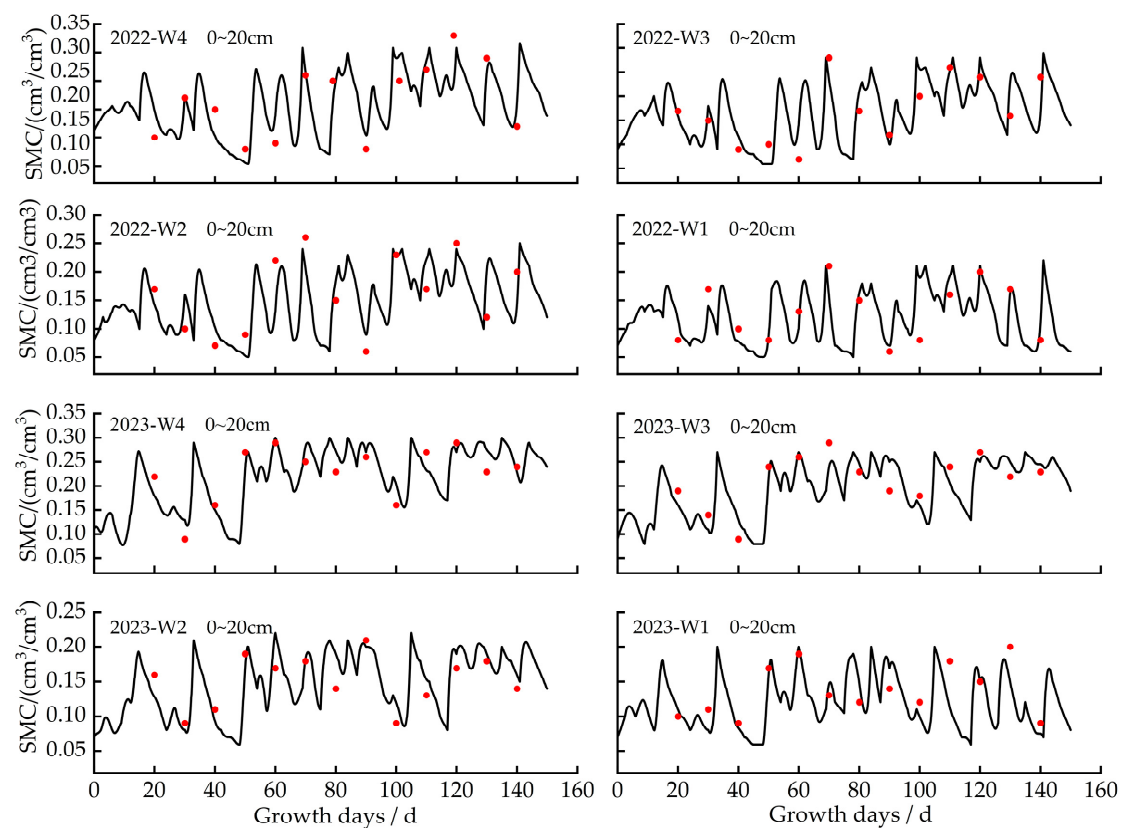 2022-W4 0~20cm
SMC/(cm³/cm³)
0.35
0.30
0.25
0.20
0.15
0.10
0.05
2022-W3 0~20cm
2022-W2 0~20cm
SMC/(cm3/cm3)
0.30
0.25
0.20
0.15
0.10
0.05
2022-W1 0~20cm
2023-W4 0~20cm
SMC/(cm³/cm³)
0.35
0.30
0.25
0.20
0.15
0.10
0.05
2023-W3 0~20cm
2023-W2 0~20cm
SMC/(cm³/cm³)
0.25
0.20
0.15
0.10
0.05
2023-W1 0~20cm
0 20 40 60 80 100 120 140 160
0 20 40 60 80 100 120 140 160
Growth days / d
Growth days / d